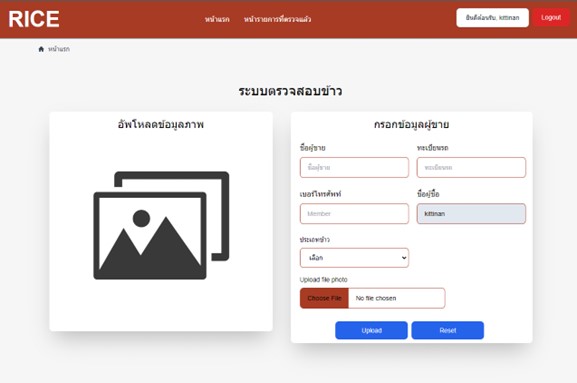 RICE
หน้าแรก
หน้ารายการที่ตรวจแล้ว
ยินดีต้อนรับ, kittinan
Logout
หน้าแรก
ระบบตรวจสอบข้าว
อัพโหลดข้อมูลภาพ
กรอกข้อมูลผู้ขาย
ชื่อผู้ขาย
ทะเบียนรถ
ชื่อผู้ขาย
ทะเบียนรถ
เบอร์โทรศัพท์
ชื่อผู้ซื้อ
Member
kittinan
ประเภทข้าว
เลือก
Upload file photo
Choose File
No file chosen
Upload
Reset